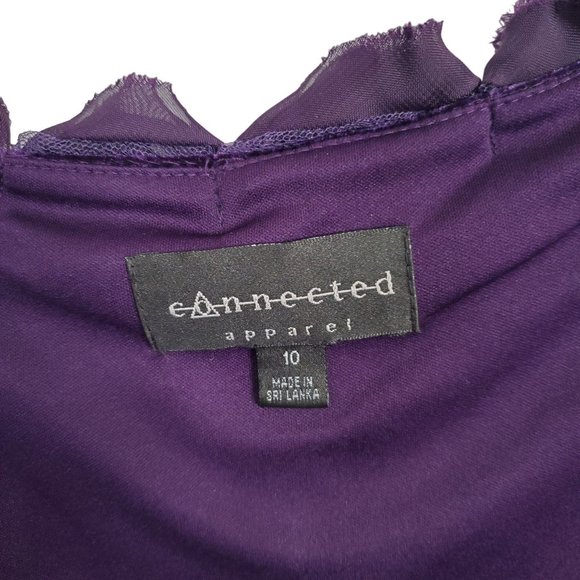 connected
apparel
10
MADE IN
SRI LANKA